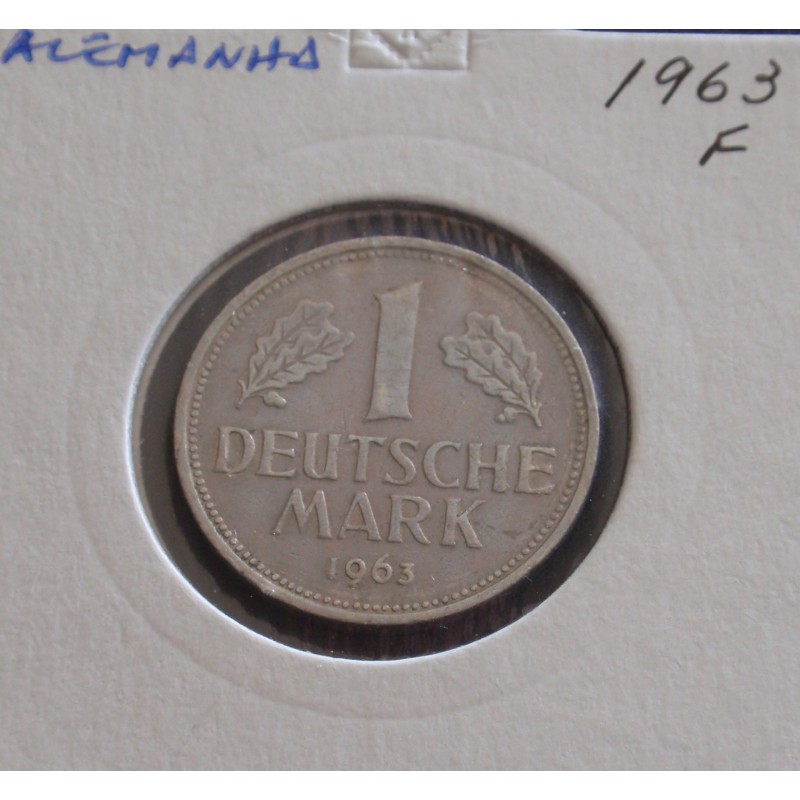 ALEMANHA
1963
F
1
DEUTSCHE
MARK
1963